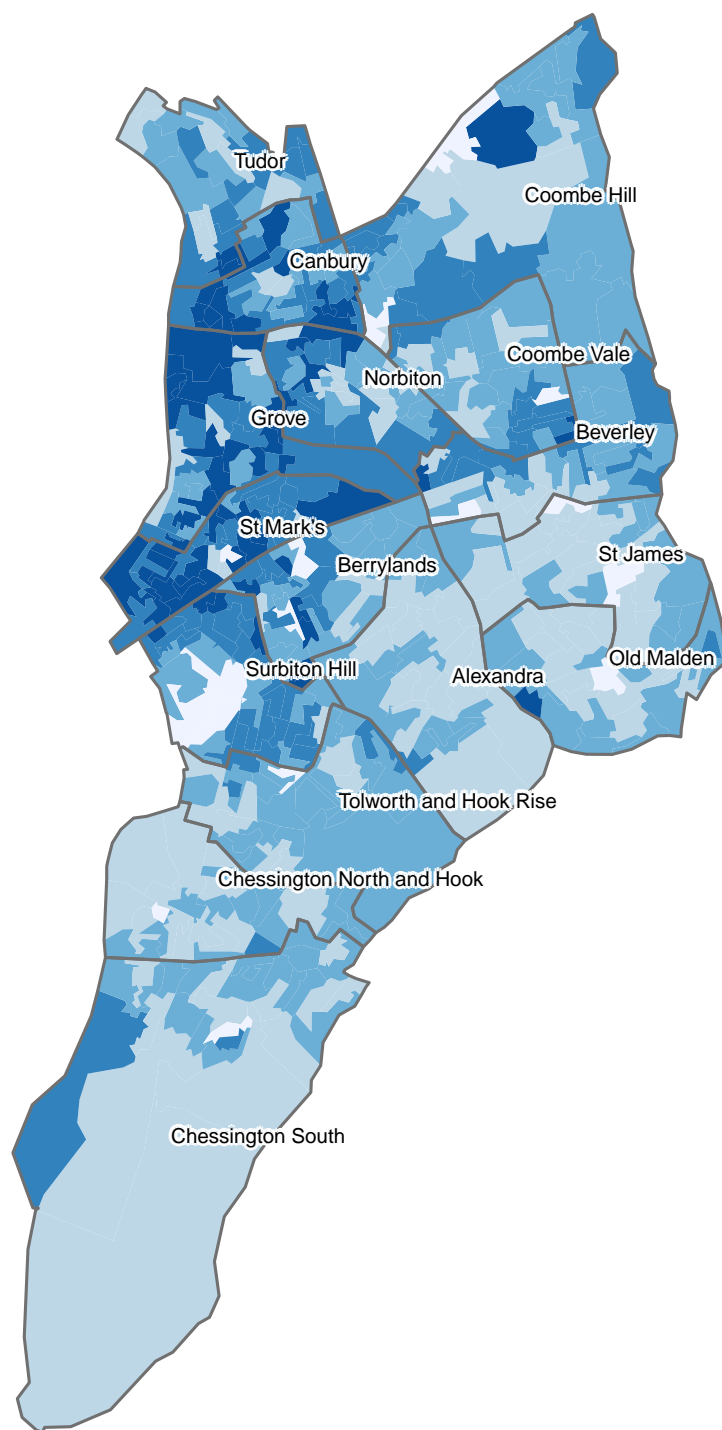 Tudor
Coombe Hill
Canbury
Coombe Vale
Norbiton
Grove
Beverley
St Mark's
St James
Berrylands
Old Malden
Surbiton Hill
Alexandra
Tolworth and Hook Rise
Chessington North and Hook
Chessington South